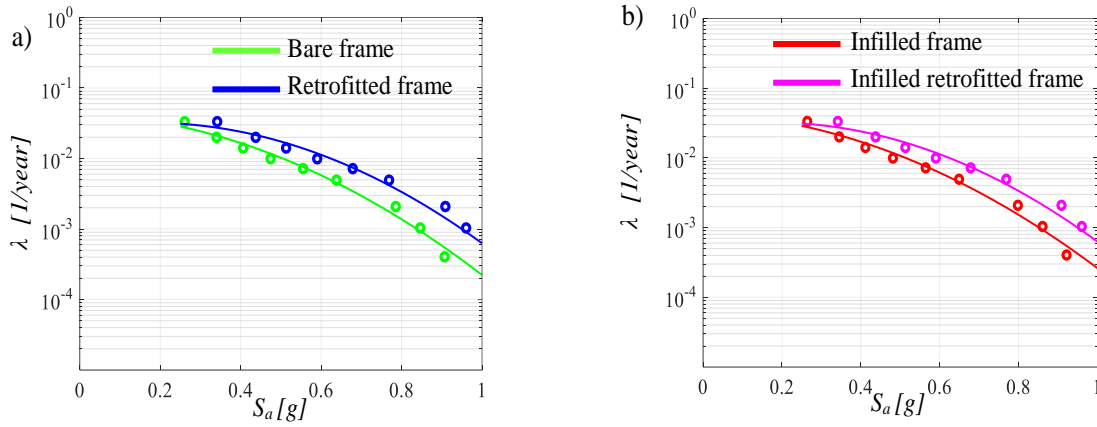 a)
Bare frame
Retrofitted frame
10^0
10^-1
10^-2
10^-3
10^-4
λ [1/year]
0 0.2 0.4 0.6 0.8 1
S_a[g]
b)
Infilled frame
Infilled retrofitted frame
10^0
10^-1
10^-2
10^-3
10^-4
λ [1/year]
0 0.2 0.4 0.6 0.8 1
S_a[g]